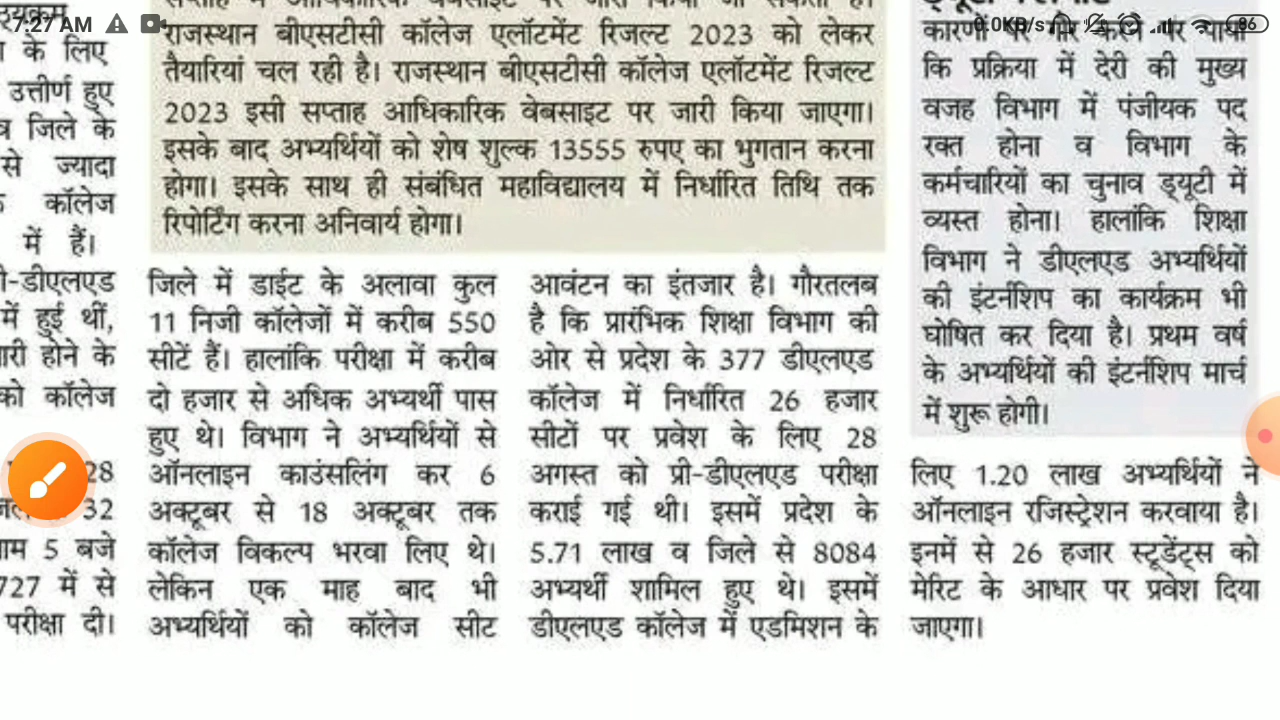 7:27 AM
0.0KB/s
86
के लिए
उत्तीर्ण हुए
जिले के
से ज्यादा
कॉलेज
में हैं।
में हुई थीं,
होने के
को कॉलेज
28
32
5 बजे
में से
परीक्षा दी।
राजस्थान बीएसटीसी कॉलेज एलॉटमेंट रिजल्ट 2023 को लेकर
तैयारियां चल रही है। राजस्थान बीएसटीसी कॉलेज एलॉटमेंट रिजल्ट
2023 इसी सप्ताह आधिकारिक वेबसाइट पर जारी किया जाएगा।
इसके बाद अभ्यर्थियों को शेष शुल्क 13555 रुपए का भुगतान करना
होगा। इसके साथ ही संबंधित महाविद्यालय में निर्धारित तिथि तक
रिपोर्टिंग करना अनिवार्य होगा।
जिले में डाईट के अलावा कुल
11 निजी कॉलेजों में करीब 550
सीटें हैं। हालांकि परीक्षा में करीब
दो हजार से अधिक अभ्यर्थी पास
हुए थे। विभाग ने अभ्यर्थियों से
ऑनलाइन काउंसलिंग कर 6
अक्टूबर से 18 अक्टूबर तक
कॉलेज विकल्प भरवा लिए थे।
लेकिन एक माह बाद भी
अभ्यर्थियों को कॉलेज सीट
आवंटन का इंतजार है। गौरतलब
है कि प्रारंभिक शिक्षा विभाग की
ओर से प्रदेश के 377 डीएलएड
कॉलेज में निर्धारित 26 हजार
सीटों पर प्रवेश के लिए 28
अगस्त को प्री-डीएलएड परीक्षा
कराई गई थी। इसमें प्रदेश के
5.71 लाख व जिले से 8084
अभ्यर्थी शामिल हुए थे। इसमें
डीएलएड कॉलेज में एडमिशन के
कि प्रक्रिया में देरी की मुख्य
वजह विभाग में पंजीयक पद
रक्त होना व विभाग के
कर्मचारियों का चुनाव ड्यूटी में
व्यस्त होना। हालांकि शिक्षा
विभाग ने डीएलएड अभ्यर्थियों
की इंटर्नशिप का कार्यक्रम भी
घोषित कर दिया है। प्रथम वर्ष
के अभ्यर्थियों की इंटर्नशिप मार्च
में शुरू होगी।
लिए 1.20 लाख अभ्यर्थियों ने
ऑनलाइन रजिस्ट्रेशन करवाया है।
इनमें से 26 हजार स्टूडेंट्स को
मेरिट के आधार पर प्रवेश दिया
जाएगा।